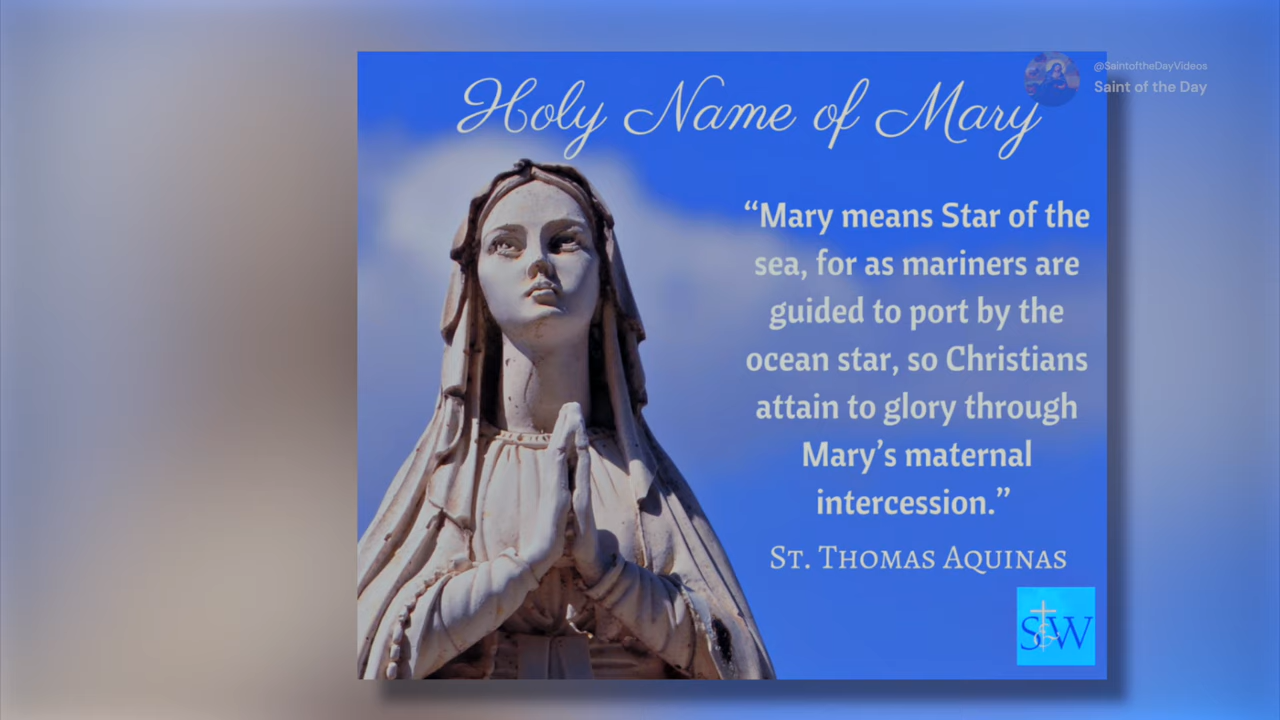 Holy Name of Mary
@SaintoftheDayVideos
Saint of the Day
“Mary means Star of the
sea, for as mariners are
guided to port by the
ocean star, so Christians
attain to glory through
Mary’s maternal
intercession.”
St. Thomas Aquinas
S&W